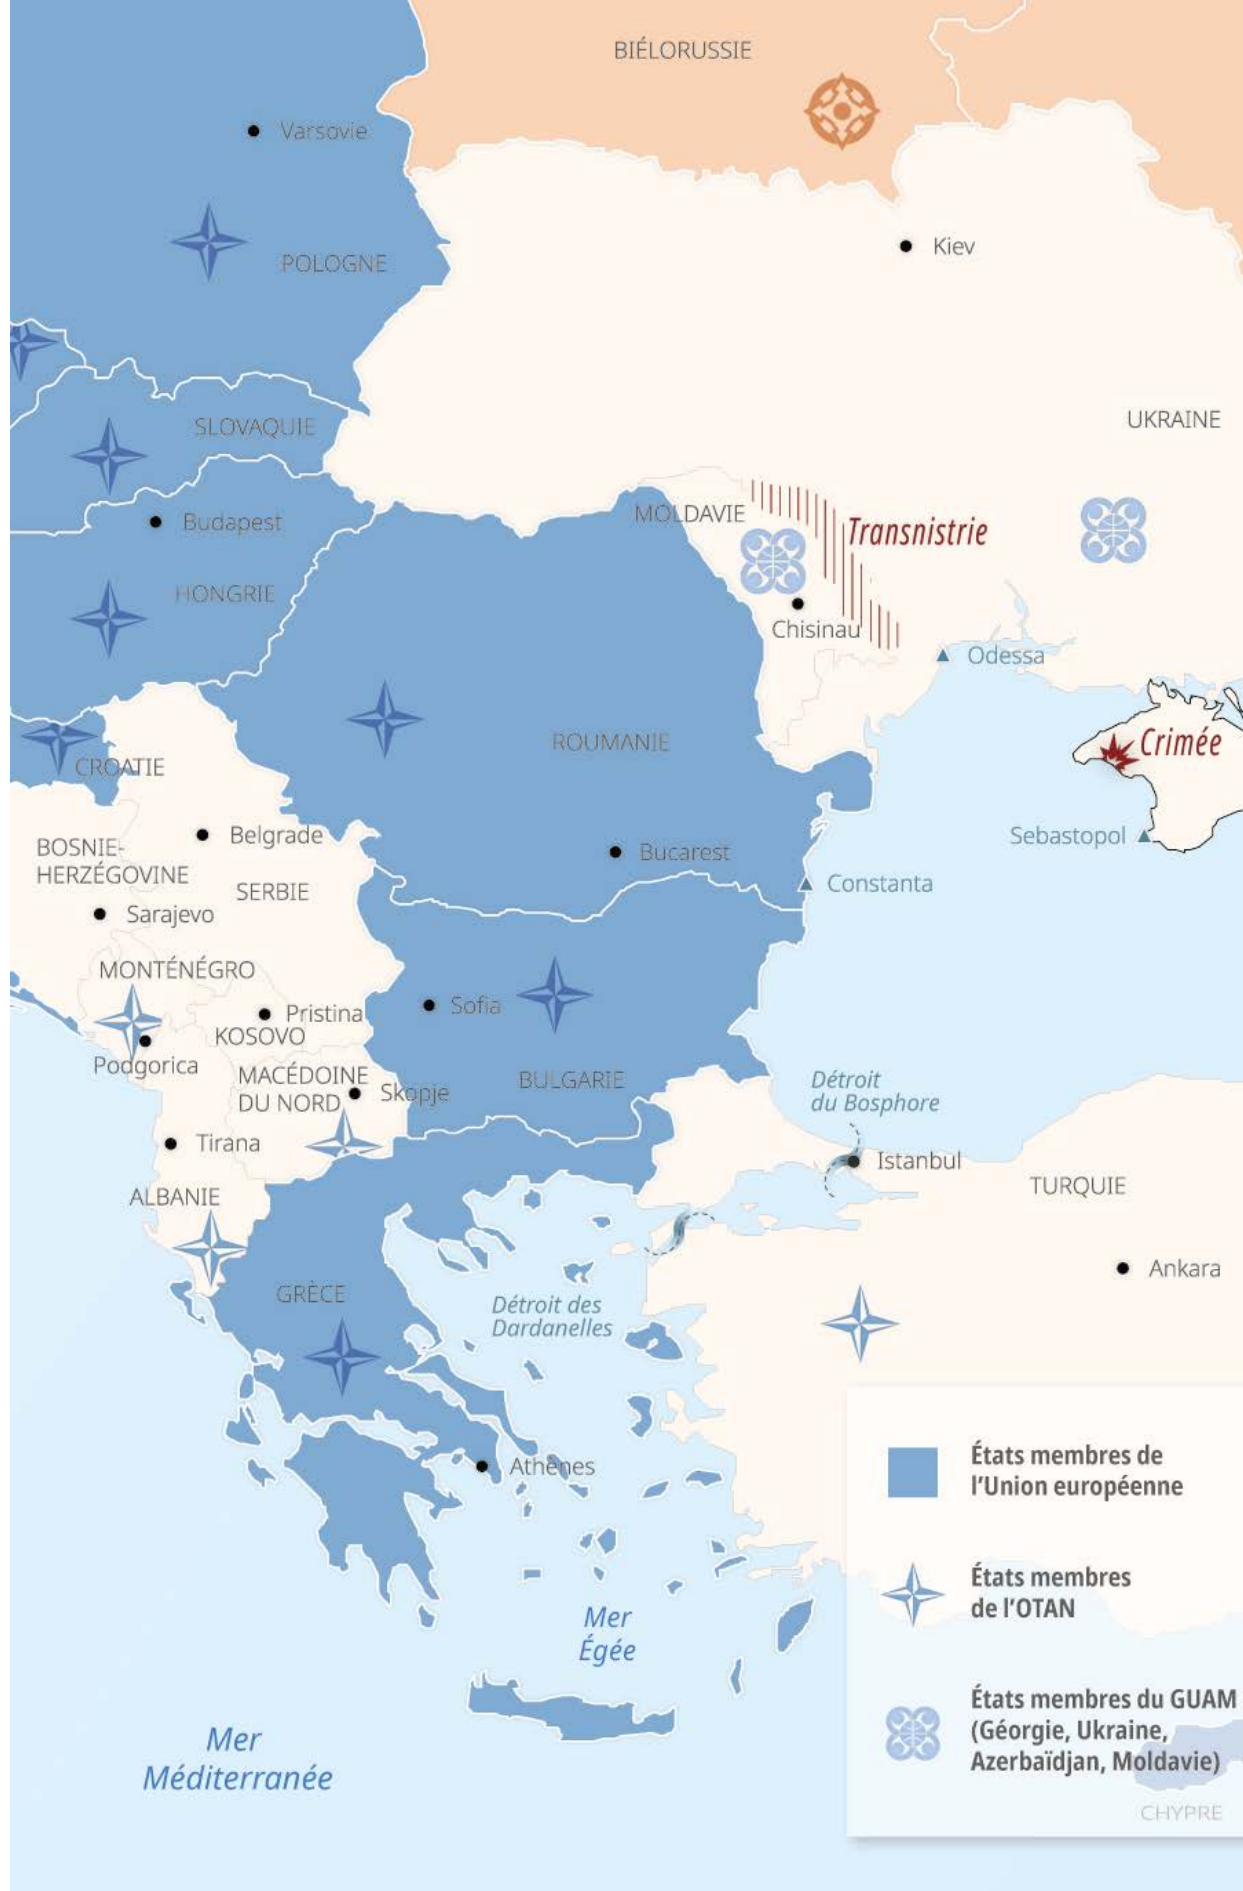 BIÉLORUSSIE
Varsovie
Kiev
POLOGNE
UKRAINE
SLOVAQUIE
Budapest
MOLDAVIE
Transnistrie
HONGRIE
Chisinau
Odessa
ROUMANIE
Crimée
CROATIE
Belgrade
Sebastopol
BOSNIE-
HERZÉGOVINE
Bucarest
SERBIE
Constanta
Sarajevo
MONTÉNÉGRO
Sofia
Pristina
KOSOVO
Podgorica
MACÉDOINE
DU NORD
Skopje
BULGARIE
Détroit
du Bosphore
Tirana
Istanbul
ALBANIE
TURQUIE
Ankara
GRÈCE
Détroit des
Dardanelles
Athènes
États membres de
l'Union européenne
États membres
de l'OTAN
Mer
Égée
États membres du GUAM
(Géorgie, Ukraine,
Azerbaïdjan, Moldavie)
Mer
Méditerranée
CHYPRE